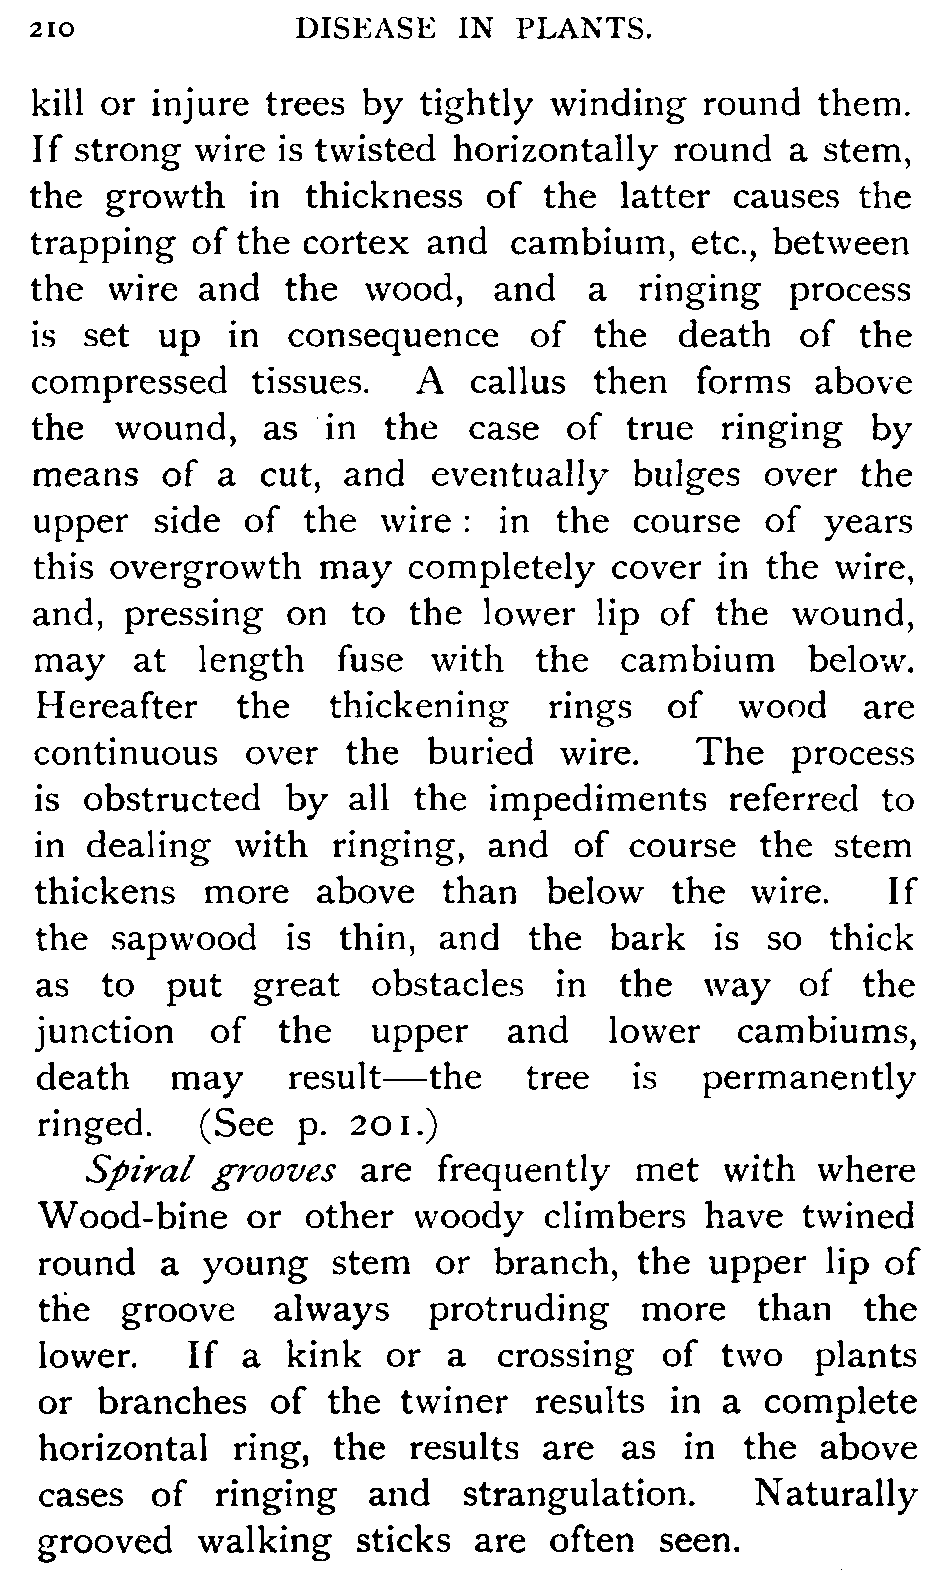 210 DISEASE IN PLANTS.
kill or injure trees by tightly winding round them.
If strong wire is twisted horizontally round a stem,
the growth in thickness of the latter causes the
trapping of the cortex and cambium, etc., between
the wire and the wood, and a ringing process
is set up in consequence of the death of the
compressed tissues. A callus then forms above
the wound, as in the case of true ringing by
means of a cut, and eventually bulges over the
upper side of the wire : in the course of years
this overgrowth may completely cover in the wire,
and, pressing on to the lower lip of the wound,
may at length fuse with the cambium below.
Hereafter the thickening rings of wood are
continuous over the buried wire. The process
is obstructed by all the impediments referred to
in dealing with ringing, and of course the stem
thickens more above than below the wire. If
the sapwood is thin, and the bark is so thick
as to put great obstacles in the way of the
junction of the upper and lower cambiums,
death may result—the tree is permanently
ringed. (See p. 201.)
Spiral grooves are frequently met with where
Wood-bine or other woody climbers have twined
round a young stem or branch, the upper lip of
the groove always protruding more than the
lower. If a kink or a crossing of two plants
or branches of the twiner results in a complete
horizontal ring, the results are as in the above
cases of ringing and strangulation. Naturally
grooved walking sticks are often seen.